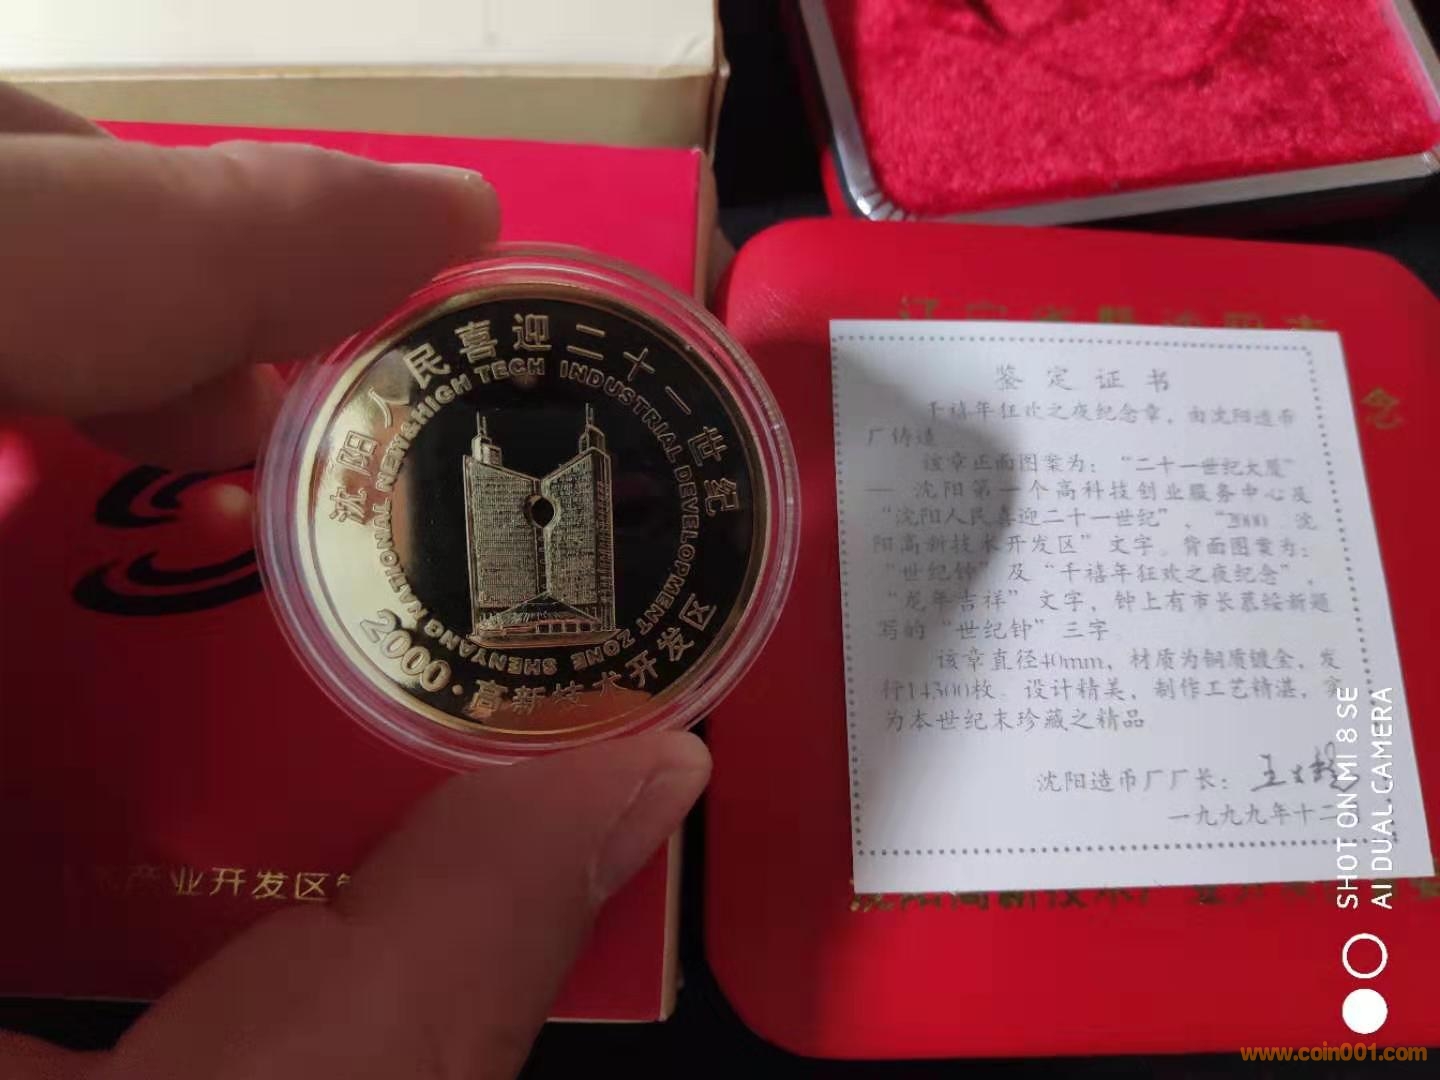 沈阳人民喜迎二十一世纪
NATIONAL NEW&HIGH TECH INDUSTRIAL DEVELOPMENT ZONE SHENYANG
2000·高新技术开发区
产业开发区
鉴定证书
千禧年狂欢之夜纪念章，由沈阳造币
厂铸造
该章正面图案为：“二十一世纪大厦”
— 沈阳第一个高科技创业服务中心及
“沈阳人民喜迎二十一世纪”、“2000 沈
阳高新技术开发区”文字。背面图案为：
“世纪钟”及“千禧年狂欢之夜纪念”，
“龙年吉祥”文字，钟上有市长慕绥新题
写的“世纪钟”三字
该章直径40mm，材质为铜质镀金，发
行14300枚。设计精美，制作工艺精湛，实
为本世纪末珍藏之精品
沈阳造币厂厂长：
一九九九年十二
念
SHOT ON MI 8 SE
AI DUAL CAMERA
www.coin001.com